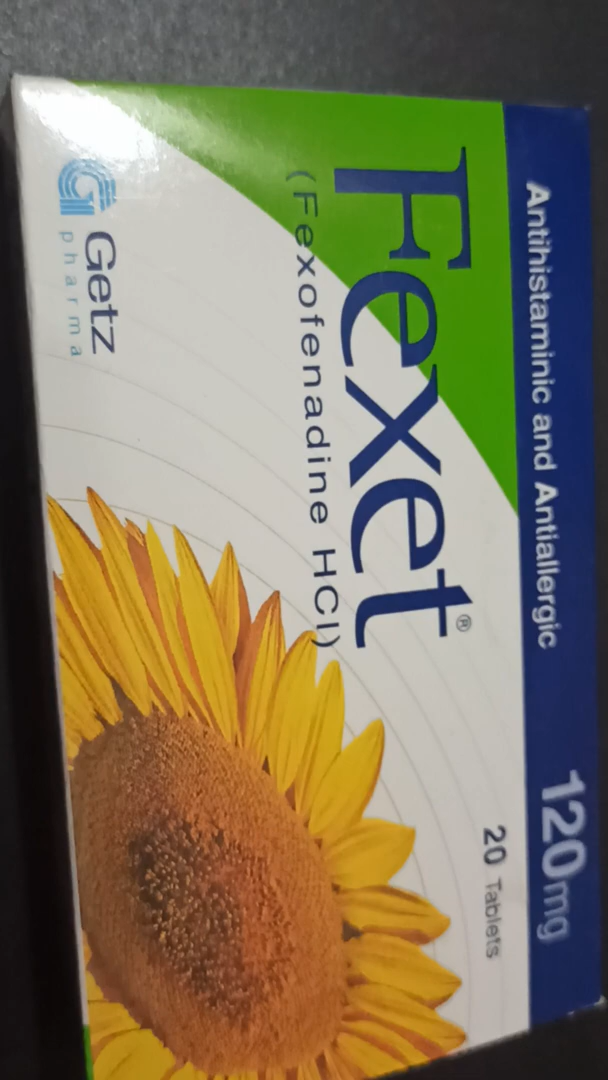 Antihistaminic and Antiallergic 120mg
20 Tablets
Fexet®
(Fexofenadine HCl)
Getz
pharma